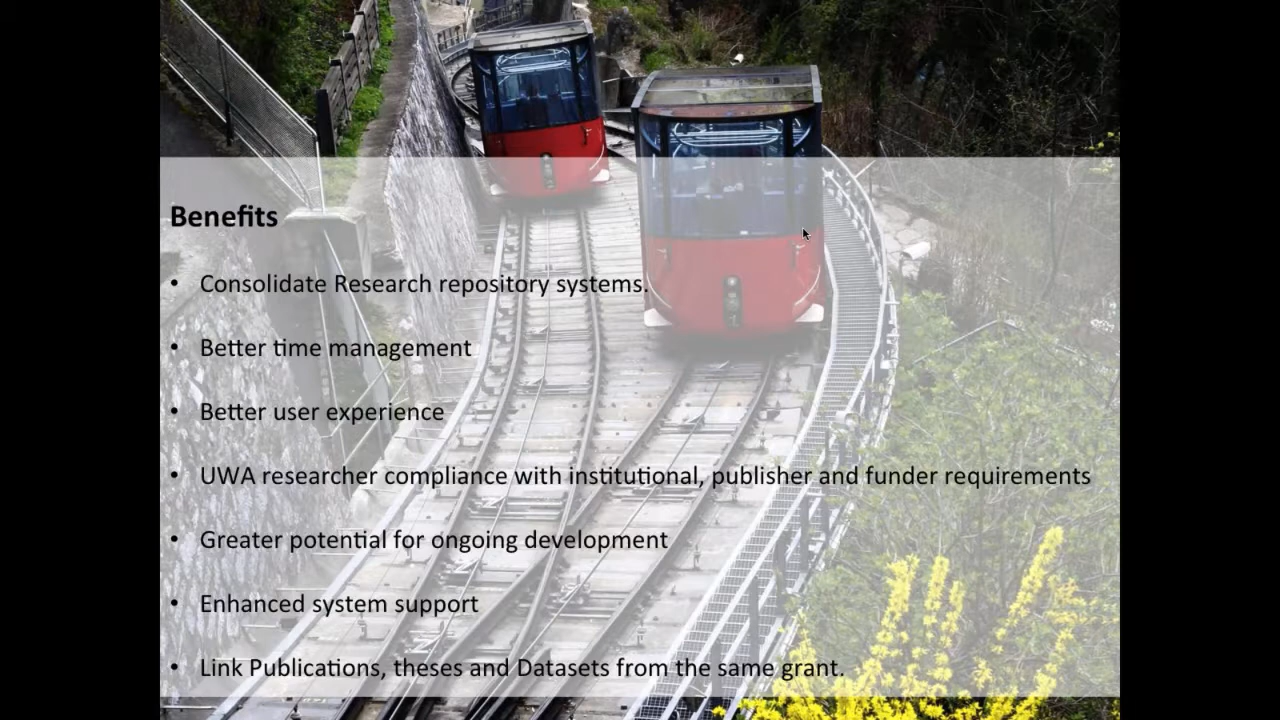 Benefits
• Consolidate Research repository systems.
• Better time management
• Better user experience
• UWA researcher compliance with institutional, publisher and funder requirements
• Greater potential for ongoing development
• Enhanced system support
• Link Publications, theses and Datasets from the same grant.